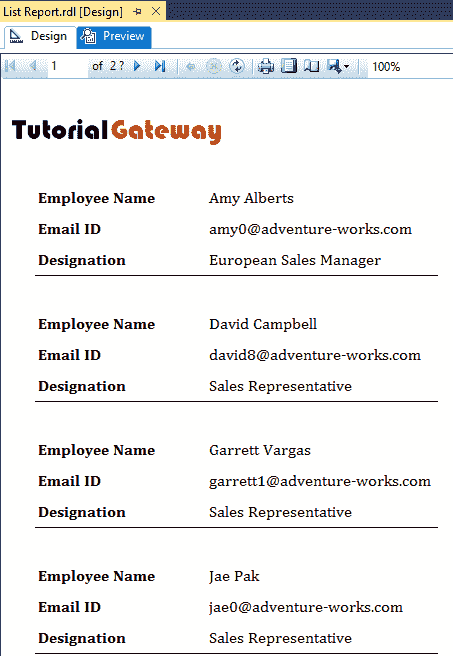 List Report.rdl [Design]
Design Preview
1 of 2 ? 100%
Tutorial Gateway
Employee Name Amy Alberts
Email ID amy0@adventure-works.com
Designation European Sales Manager
Employee Name David Campbell
Email ID david8@adventure-works.com
Designation Sales Representative
Employee Name Garrett Vargas
Email ID garrett1@adventure-works.com
Designation Sales Representative
Employee Name Jae Pak
Email ID jae0@adventure-works.com
Designation Sales Representative